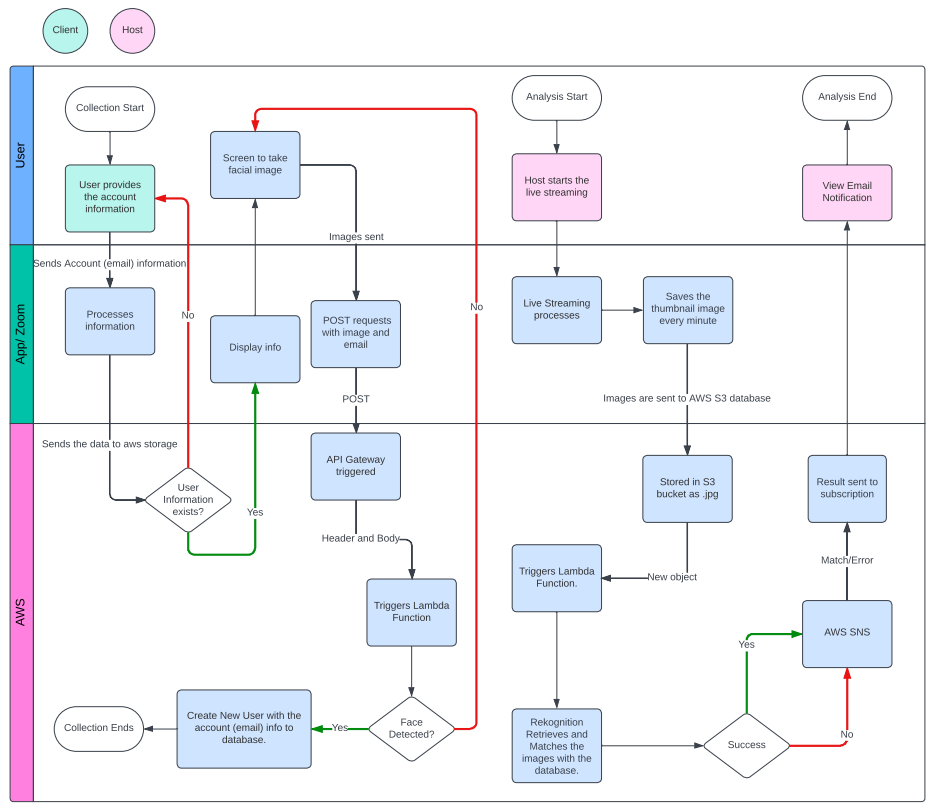 Client
Host
User
App/ Zoom
AWS
Collection Start
User provides
the account
information
Sends Account (email) information
Processes
information
No
Sends the data to aws storage
User
Information
exists?
Yes
Display info
Screen to take
facial image
Images sent
POST requests
with image and
email
POST
API Gateway
triggered
Header and Body
Triggers Lambda
Function
Face
Detected?
No
Yes
Create New User with the
account (email) info to
database.
Collection Ends
Analysis Start
Host starts the
live streaming
Live Streaming
processes
Saves the
thumbnail image
every minute
Images are sent to AWS S3 database
Stored in S3
bucket as .jpg
New object
Triggers Lambda
Function.
Rekognition
Retrieves and
Matches the
images with the
database.
Success
Yes
No
AWS SNS
Match/Error
Result sent to
subscription
View Email
Notification
Analysis End